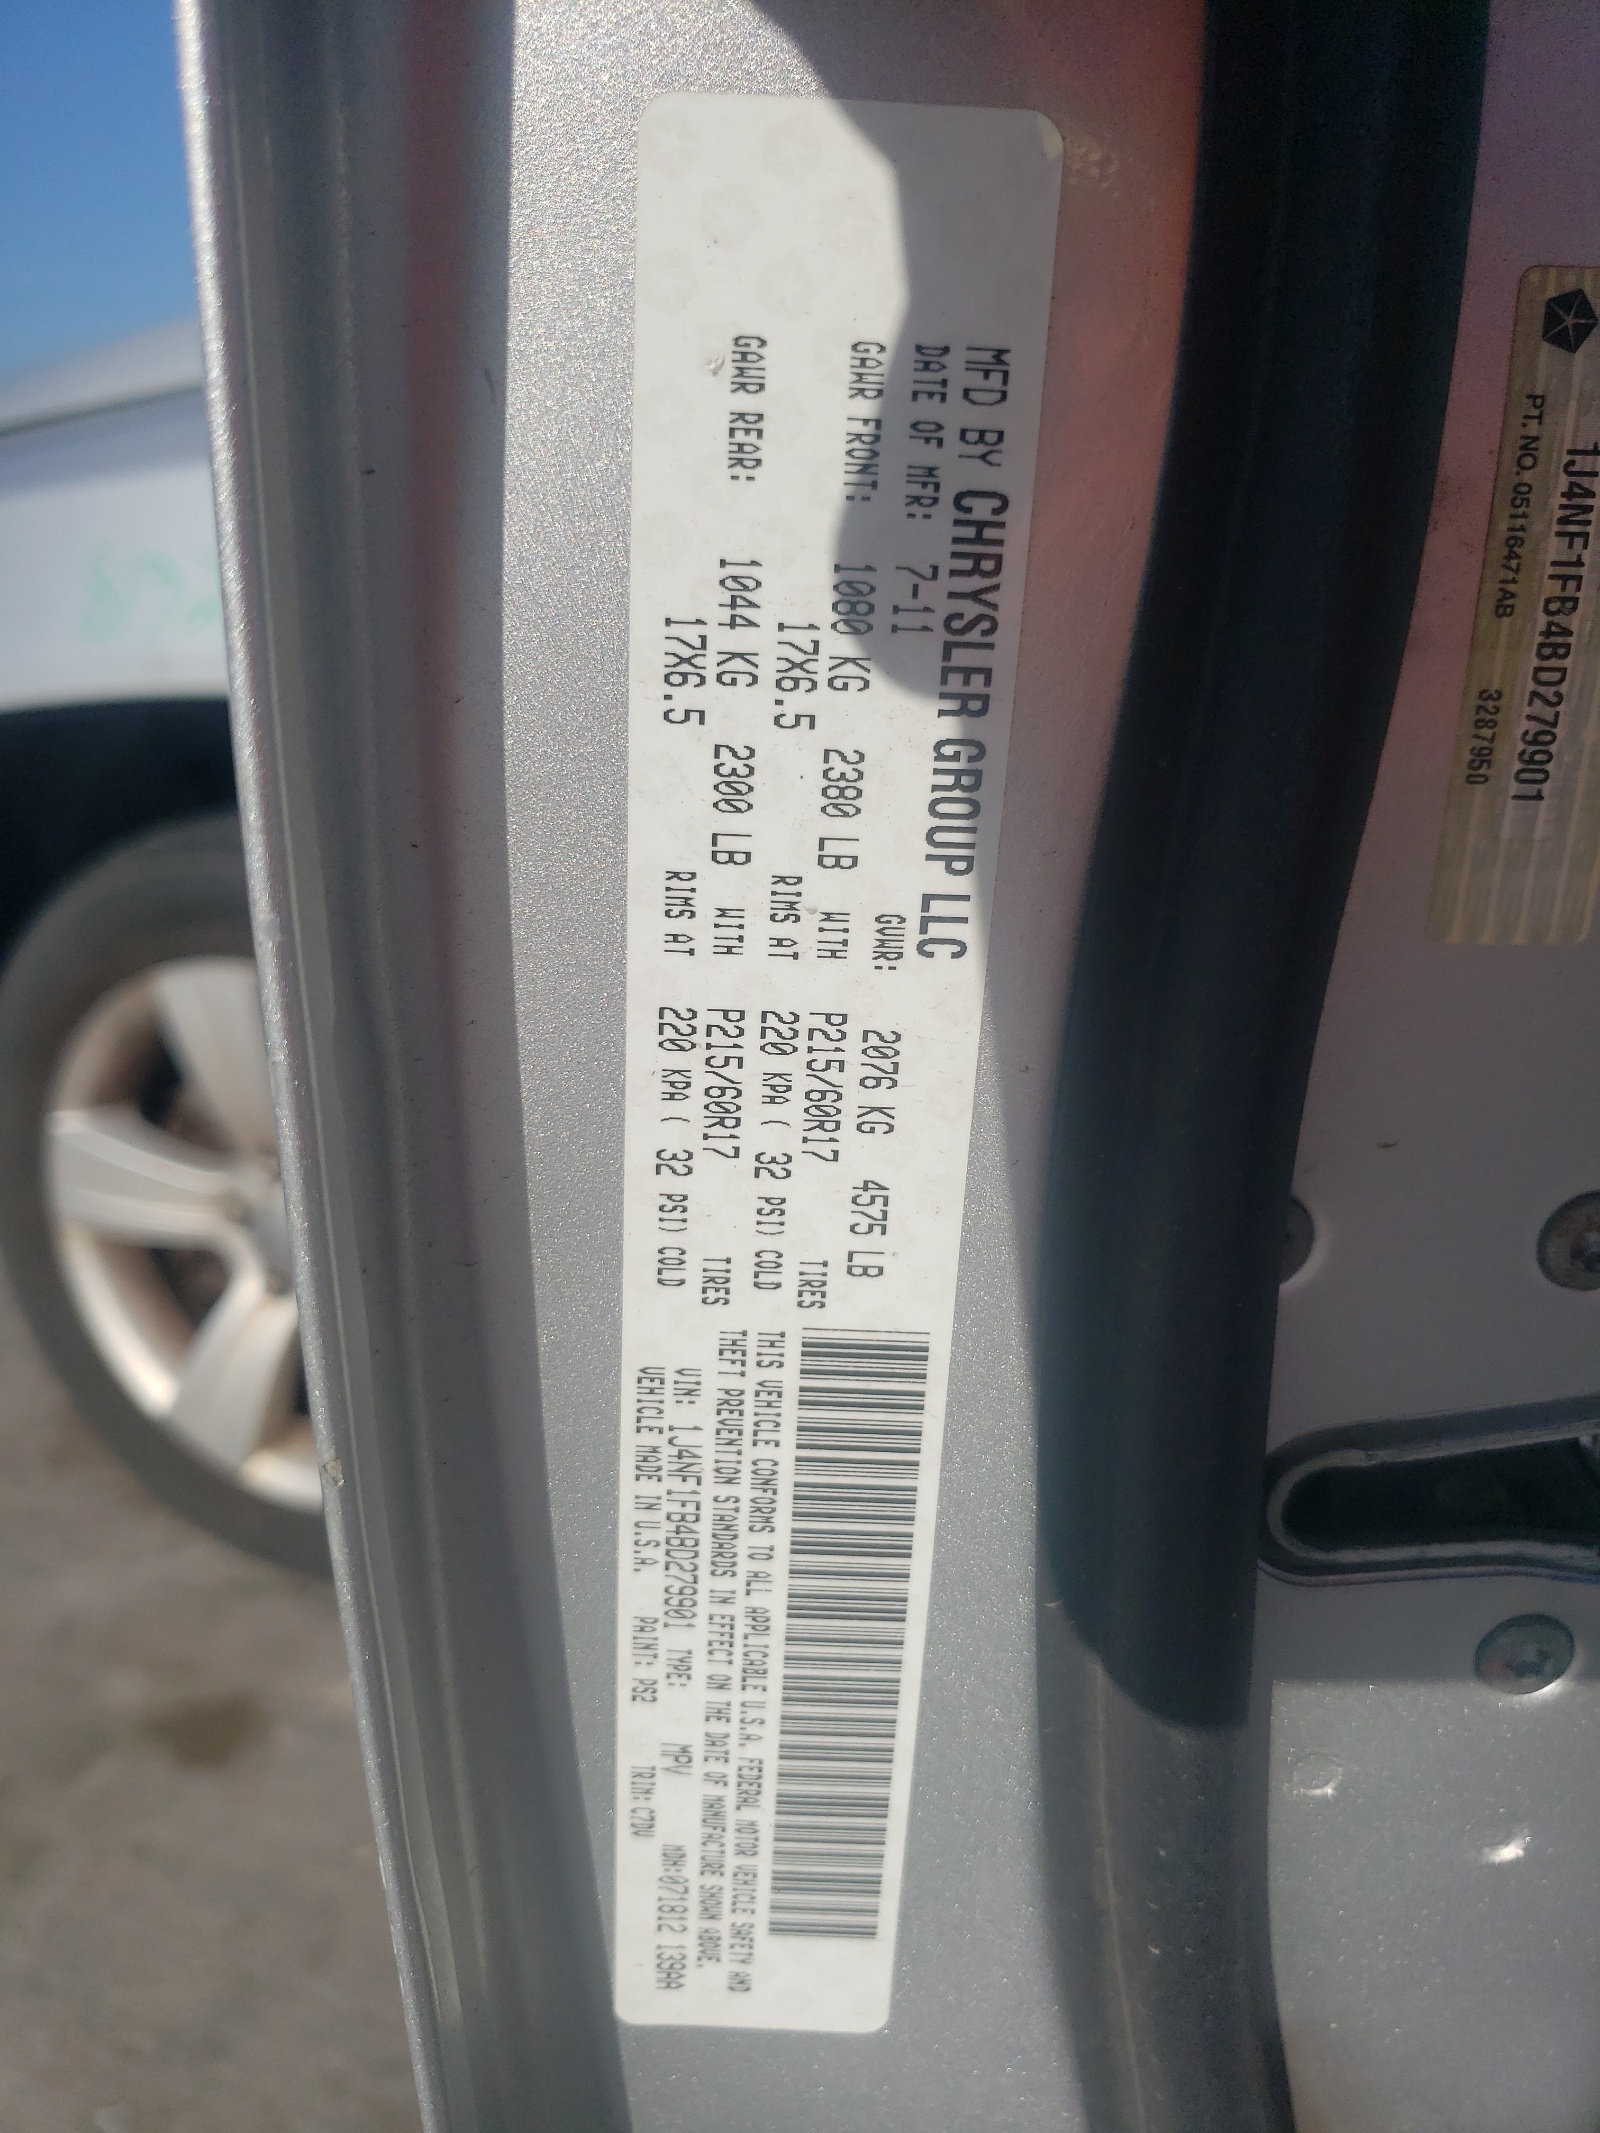 MFD BY CHRYSLER GROUP LLC
DATE OF MFR: 7-11 GVWR: 2076 KG 4575 LB
GAWR FRONT: 1080 KG 2380 LB WITH P215/60R17 TIRES
17X6.5 RIMS AT 220 KPA ( 32 PSI) COLD
GAWR REAR: 1044 KG 2300 LB WITH P215/60R17 TIRES
17X6.5 RIMS AT 220 KPA ( 32 PSI) COLD
THIS VEHICLE CONFORMS TO ALL APPLICABLE U.S.A. FEDERAL MOTOR VEHICLE SAFETY AND
THEFT PREVENTION STANDARDS IN EFFECT ON THE DATE OF MANUFACTURE SHOWN ABOVE.
VIN: 1J4NF1FB4BD279901 TYPE: MPV MDH:071812 139AA
VEHICLE MADE IN U.S.A. PAINT: PS2 TRIM: C7DV
1J4NF1FB4BD279901
PT. NO. 05116471AB 3287950